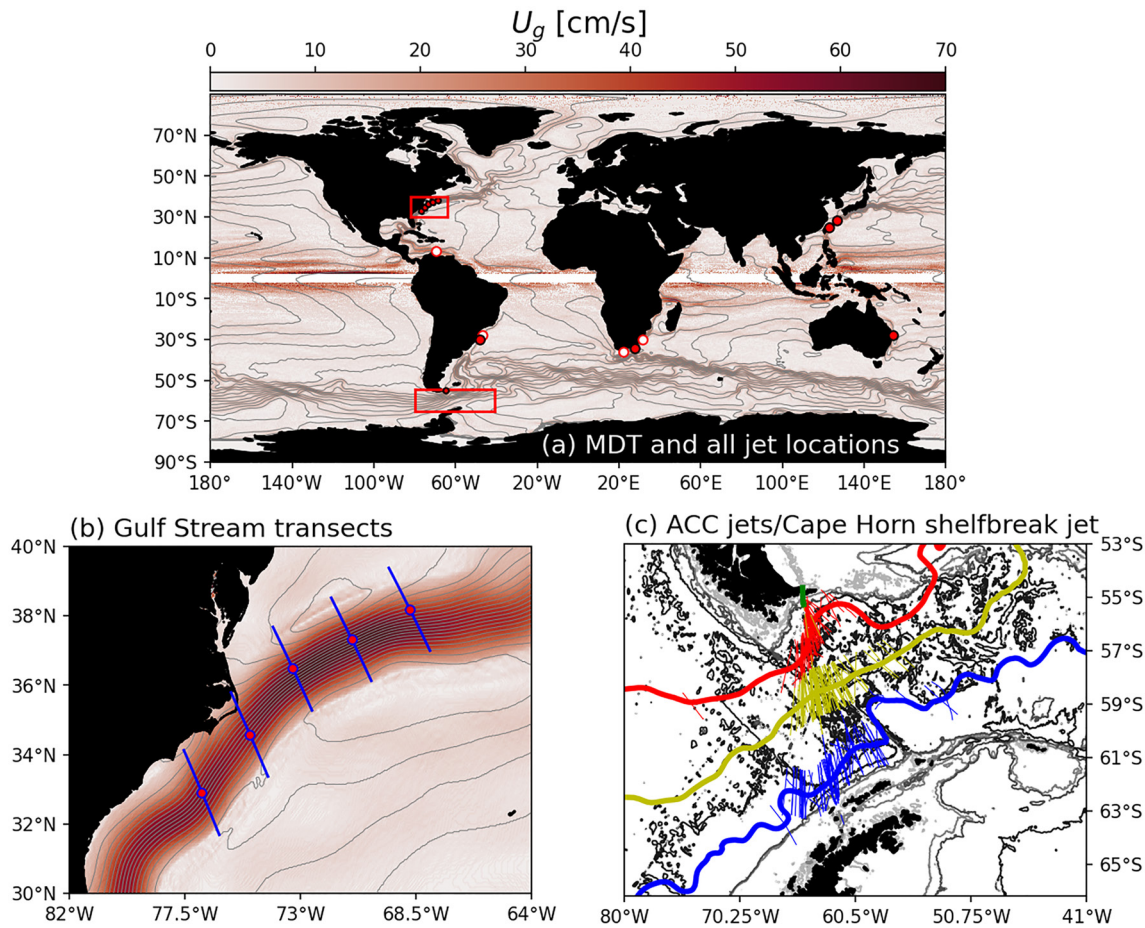 U_g [cm/s]
0 10 20 30 40 50 60 70
70°N
50°N
30°N
10°N
10°S
30°S
50°S
70°S
90°S
(a) MDT and all jet locations
180° 140°W 100°W 60°W 20°W 20°E 60°E 100°E 140°E 180°
(b) Gulf Stream transects
40°N
38°N
36°N
34°N
32°N
30°N
82°W 77.5°W 73°W 68.5°W 64°W
(c) ACC jets/Cape Horn shelfbreak jet
53°S
55°S
57°S
59°S
61°S
63°S
65°S
80°W 70.25°W 60.5°W 50.75°W 41°W